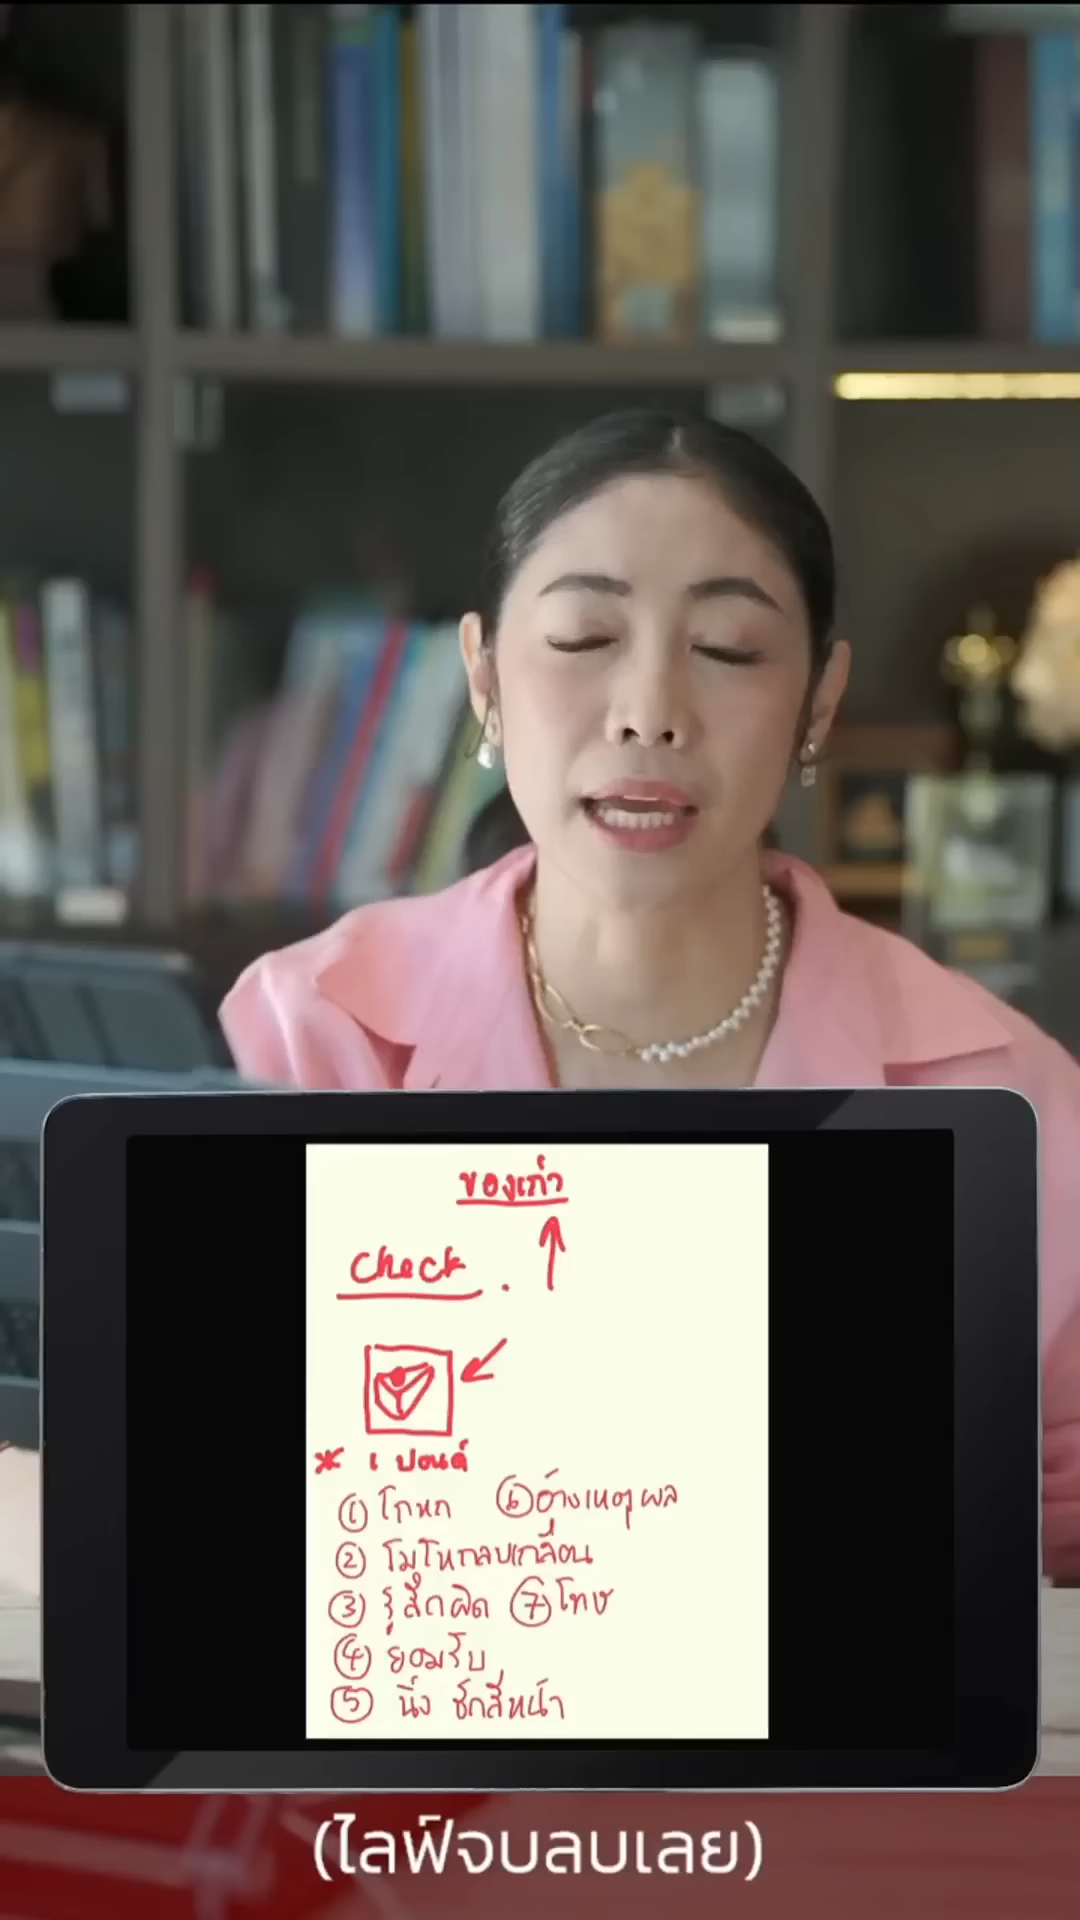 ของเก่า
Check.
* 1 ปอนด์
① โกหก ⑥ อ้างเหตุผล
② โมโหกลบเกลื่อน
③ รู้สึกผิด ⑦ โทษ
④ ยอมรับ
⑤ นิ่ง ชักสีหน้า
(ไลฟ์จบลบเลย)